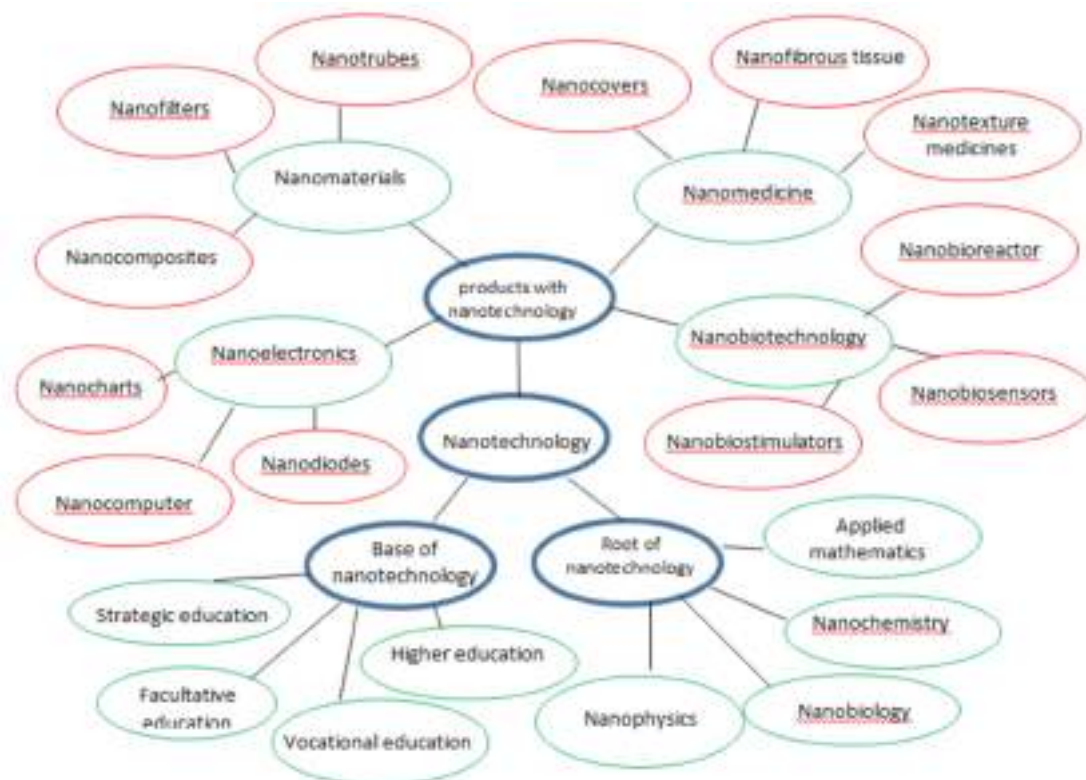 Nanotrubes
Nanofibrous tissue
Nanocovers
Nanofilters
Nanotexture
medicines
Nanomaterials
Nanomedicine
Nanocomposites
Nanobioreactor
products with
nanotechnology
Nanobiotechnology
Nanoelectronics
Nanocharts
Nanobiosensors
Nanotechnology
Nanobiostimulators
Nanodiodes
Nanocomputer
Applied
mathematics
Base of
nanotechnology
Root of
nanotechnology
Strategic education
Nanochemistry
Higher education
Facultative
education
Nanophysics
Nanobiology
Vocational education